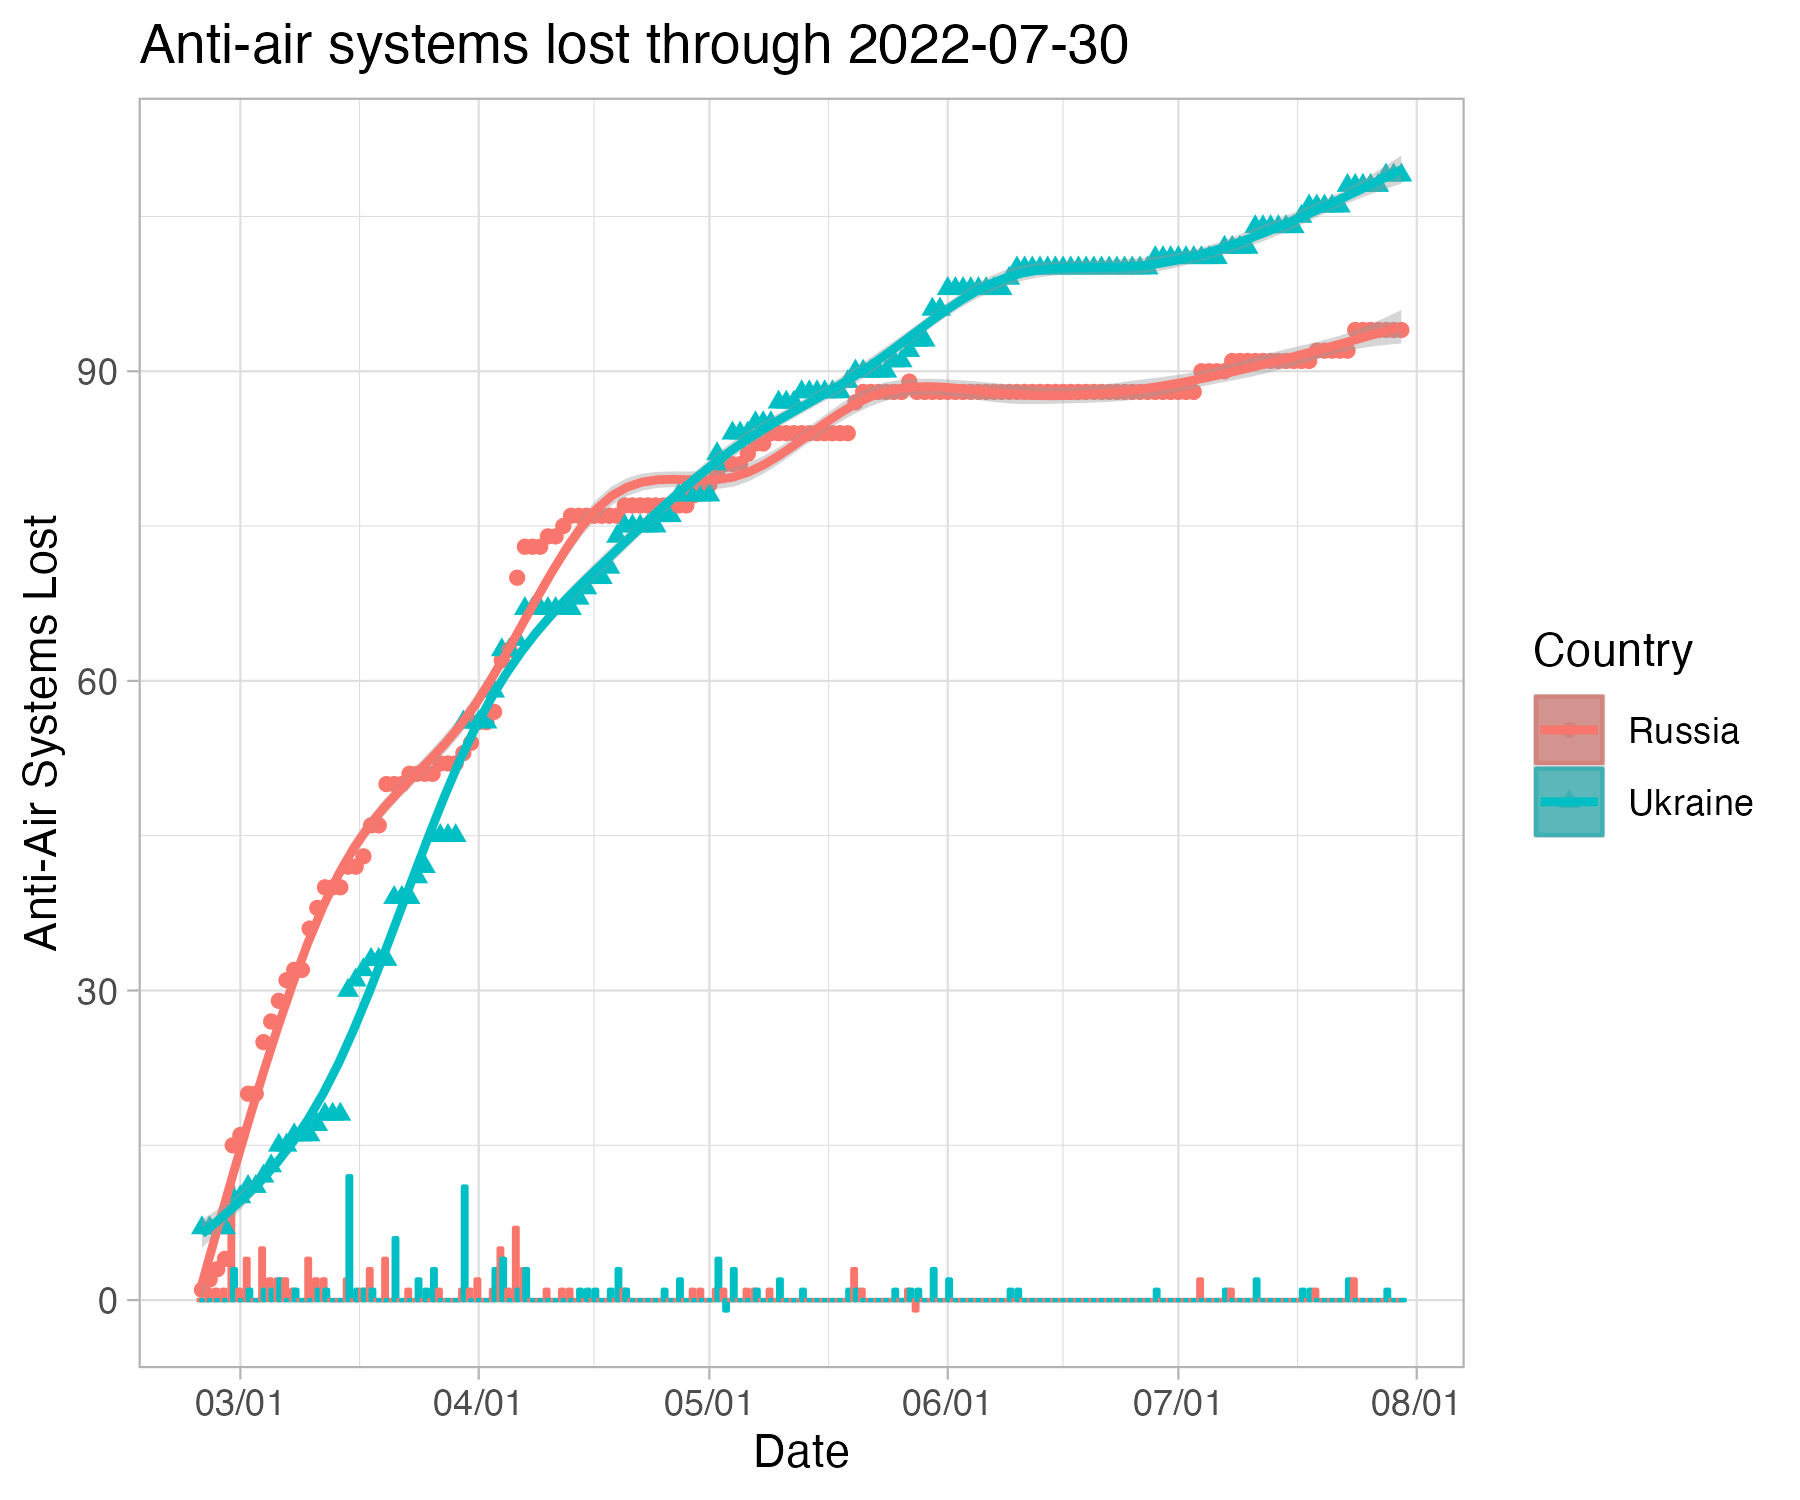 Anti-air systems lost through 2022-07-30
Anti-Air Systems Lost
90
60
30
0
03/01 04/01 05/01 06/01 07/01 08/01
Date
Country
Russia
Ukraine